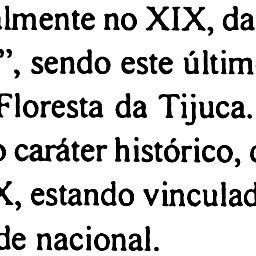 almente no XIX, da
”, sendo este últim
Floresta da Tijuca.
o caráter histórico,
X, estando vinculad
de nacional.